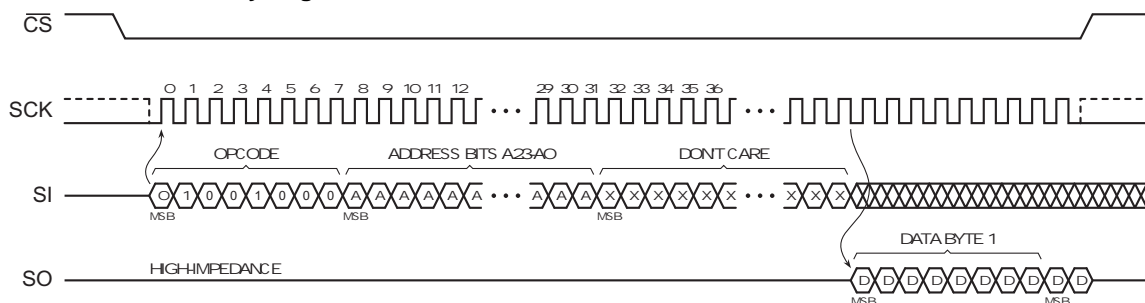 CS
SCK
0 1 2 3 4 5 6 7 8 9 10 11 12 29 30 31 32 33 34 35 36
OPCODE ADDRESS BITS A23-A0 DON'T CARE
SI
0 1 0 0 1 0 0 0 A A A A A A A A A X X X X X X X X X
MSB MSB MSB
DATA BYTE 1
SO HIGH-IMPEDANCE
D D D D D D D D D D
MSB MSB